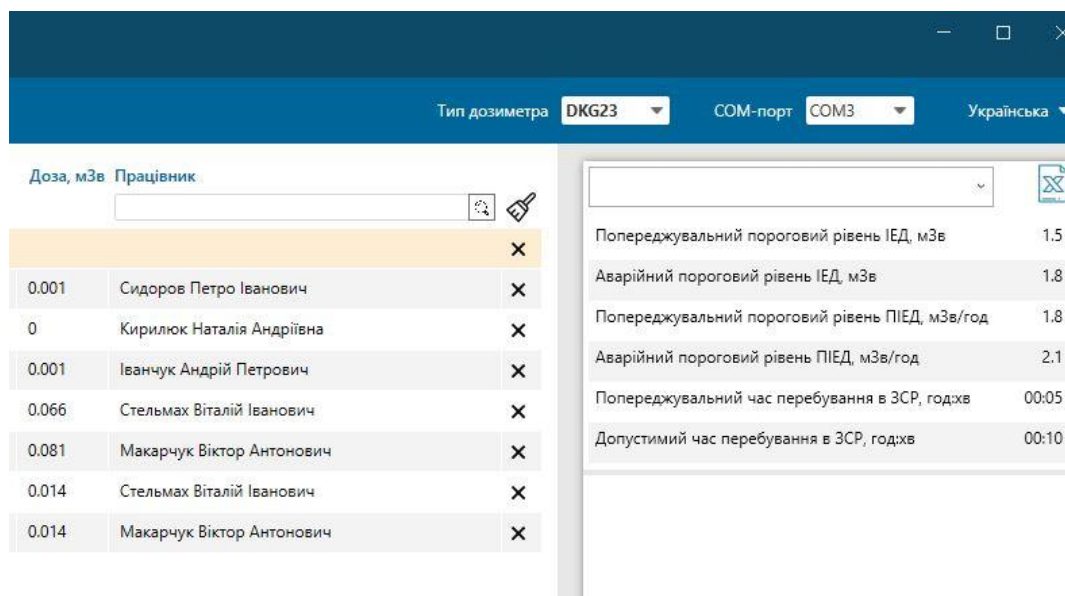 Тип дозиметра DKG23 COM-порт COM3 Українська
Доза, мЗв Працівник
0.001 Сидоров Петро Іванович
0 Кирилюк Наталія Андріївна
0.001 Іванчук Андрій Петрович
0.066 Стельмах Віталій Іванович
0.081 Макарчук Віктор Антонович
0.014 Стельмах Віталій Іванович
0.014 Макарчук Віктор Антонович
Попереджувальний пороговий рівень ІЕД, мЗв 1.5
Аварійний пороговий рівень ІЕД, мЗв 1.8
Попереджувальний пороговий рівень ПІЕД, мЗв/год 1.8
Аварійний пороговий рівень ПІЕД, мЗв/год 2.1
Попереджувальний час перебування в ЗСР, год:хв 00:05
Допустимий час перебування в ЗСР, год:хв 00:10